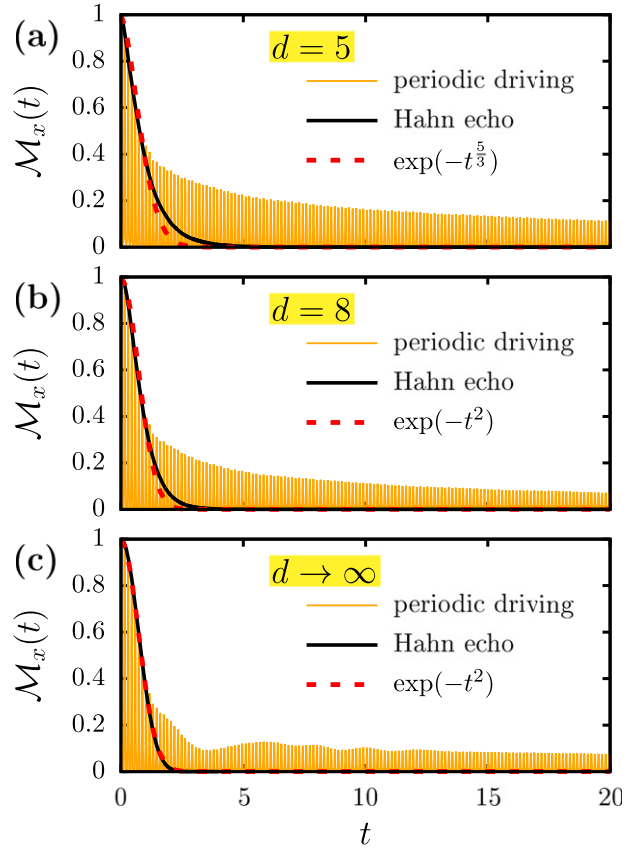 (a)
d = 5
periodic driving
Hahn echo
exp(−t^{5/3})
ℳₓ(t)
1
0.8
0.6
0.4
0.2
0
(b)
d = 8
periodic driving
Hahn echo
exp(−t²)
ℳₓ(t)
1
0.8
0.6
0.4
0.2
0
(c)
d → ∞
periodic driving
Hahn echo
exp(−t²)
ℳₓ(t)
1
0.8
0.6
0.4
0.2
0
0 5 10 15 20
t